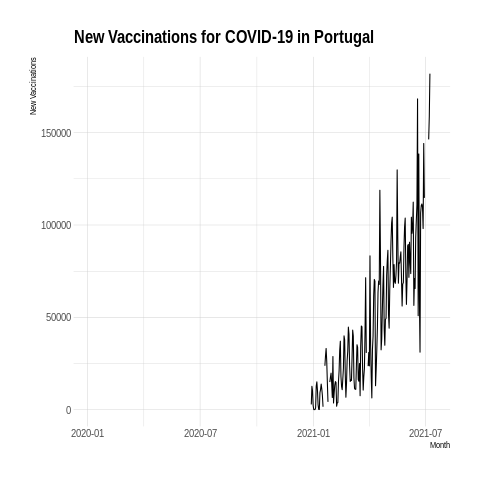 New Vaccinations for COVID-19 in Portugal
New Vaccinations
150000
100000
50000
0
2020-01 2020-07 2021-01 2021-07
Month